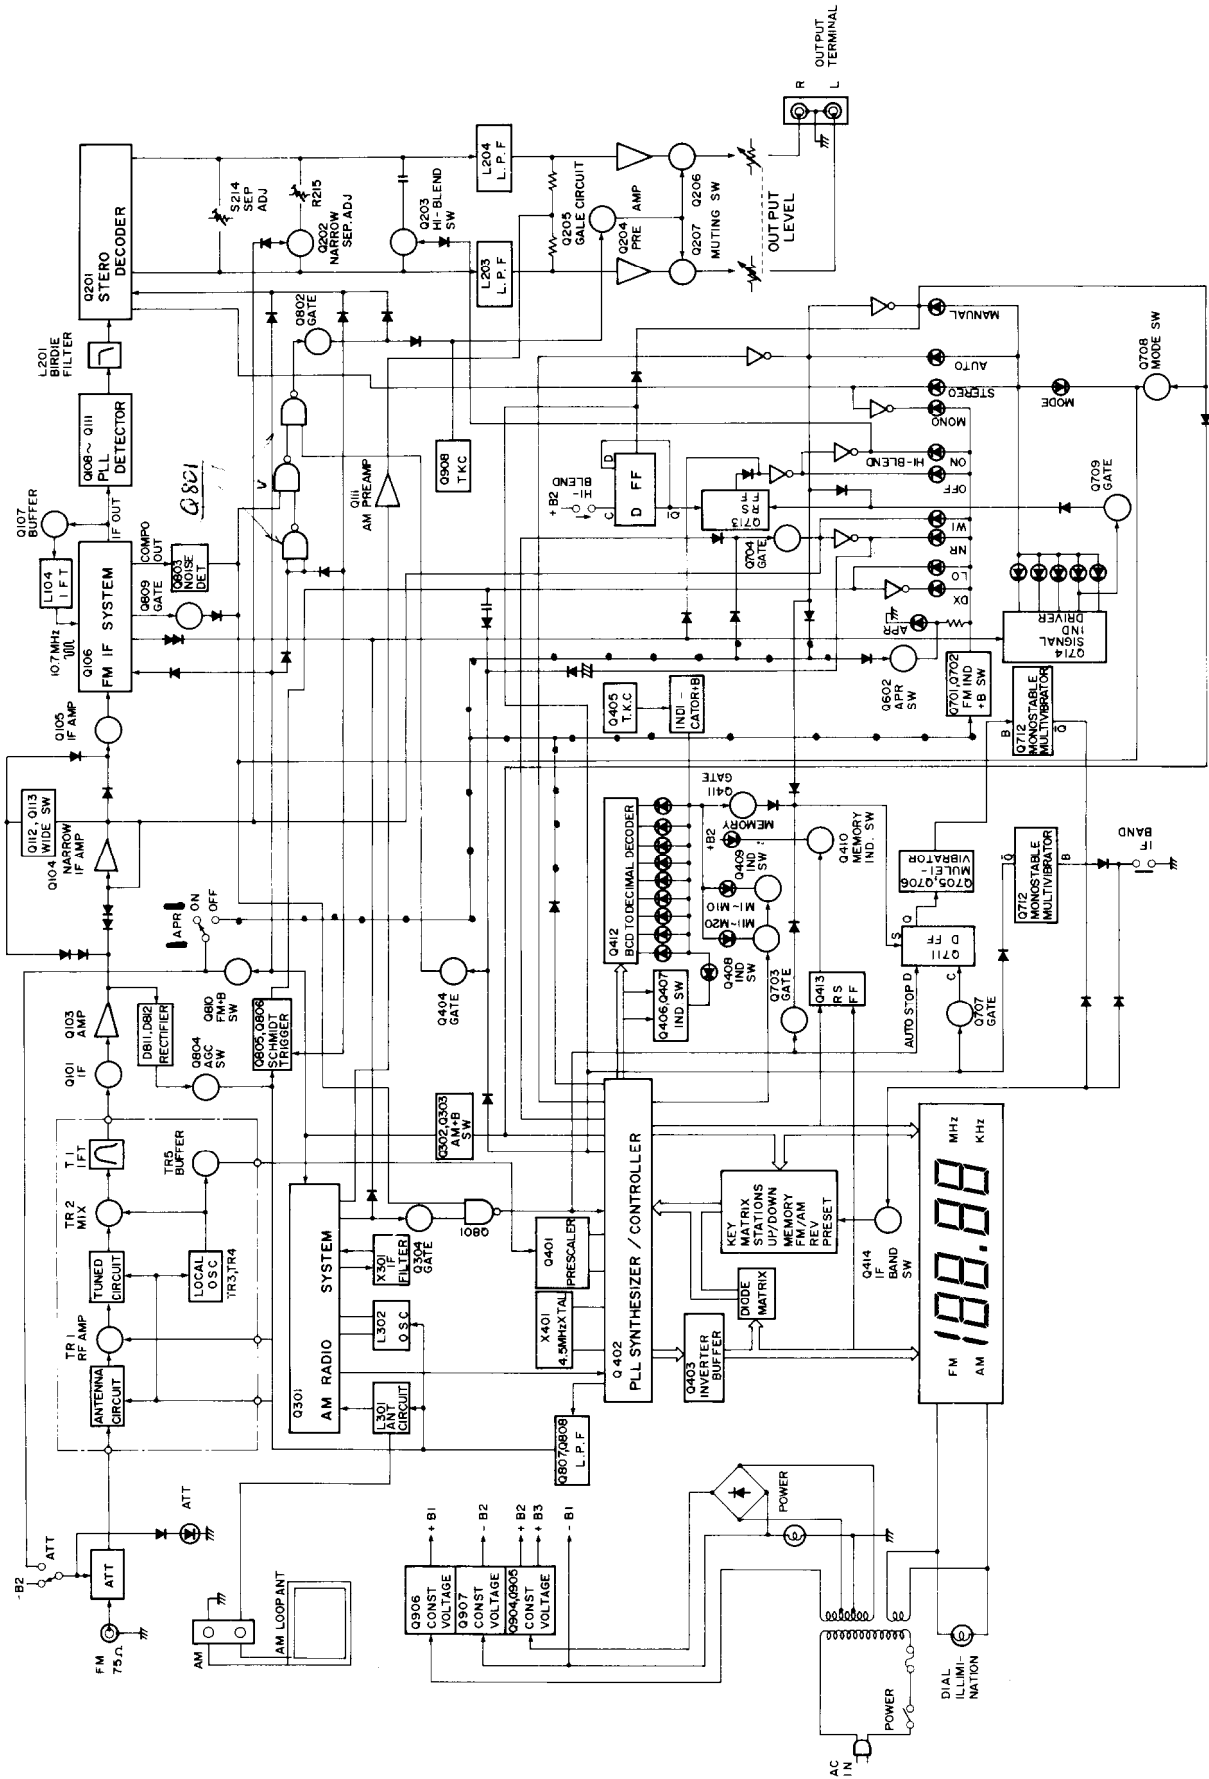 FM
75Ω
ATT
-B2
ATT
ATT
ANTENNA
CIRCUIT
TR1
RF AMP
TUNED
CIRCUIT
TR2
MIX
T1
IFT
LOCAL
OSC
TR3,TR4
TR5
BUFFER
Q101
IF
Q103
AMP
D811,D812
RECTIFIER
Q804
AGC
SW
Q810
FM+B
SW
APR
ON
OFF
Q805,Q806
SCHMIDT
TRIGGER
Q104
NARROW
IF AMP
Q112, Q113
WIDE SW
Q105
IF AMP
Q106
FM IF SYSTEM
10.7MHz
L104
IFT
Q107
BUFFER
IF OUT
COMPO
OUT
Q809
GATE
Q803
NOISE
DET
Q108~Q111
PLL
DETECTOR
L201
BIRDIE
FILTER
Q201
STERO
DECODER
Q801
Q802
GATE
S214
SEP
ADJ
R215
Q202
NARROW
SEP.ADJ
Q203
HI-BLEND
SW
L204
L.P.F
L203
L.P.F
Q205
GALE CIRCUIT
Q204
PRE
AMP
Q206
Q207
MUTING SW
OUTPUT
LEVEL
R
L
OUTPUT
TERMINAL
AM
AM LOOPANT
Q301
AM RADIO SYSTEM
L301
ANT
CIRCUIT
L302
OSC
X301
IF
FILTER
Q304
GATE
Q302,Q303
AM+B
SW
Q801
Q404
GATE
Q111
AM PREAMP
Q908
TKC
Q807,Q808
L.P.F
X401
4.5MHzXTAL
Q401
PRESCALER
Q402
PLL SYNTHESIZER / CONTROLLER
Q403
INVERTER
BUFFER
DIODE
MATRIX
KEY
MATRIX
STATIONS
UP/DOWN
MEMORY
FM/AM
REV
PRESET
Q414
IF
BAND
SW
Q412
BCD TO DECIMAL DECODER
Q406,Q407
IND. SW
Q405
T.K.C
INDI-
CATOR+B
Q408
IND
SW
M11~M20
M1~M10
Q409
IND
SW
+B2
MEMORY
Q411
GATE
Q410
MEMORY
IND. SW
Q703
GATE
Q413
RS
FF
AUTO STOP
D
C
S
Q
Q711
D FF
Q707
GATE
Q705,Q706
MULEI-
VIBRATOR
Q712
MONOSTABLE
MULTIVIBRATOR
Q̄
B
IF
BAND
Q712
MONOSTABLE
MULTIVIBRATOR
B
Q̄
+B2
HI-
BLEND
C
D
D FF
Q̄
Q713
RS
FF
Q704
GATE
Q602
APR
SW
Q701,Q702
FM IND
+B SW
APR
DX
LO
NR
WI
OFF
ON
HI-BLEND
MONO
STEREO
AUTO
MANUAL
MODE
Q708
MODE SW
Q709
GATE
Q714
SIGNAL
IND
DRIVER
Q906
CONST
VOLTAGE
Q907
CONST
VOLTAGE
Q904,Q905
CONST
VOLTAGE
+ B1
- B2
+ B2
+ B3
- B1
POWER
AC
IN
POWER
DIAL
ILLUMI-
NATION
FM
AM
188.88
MHz
KHz